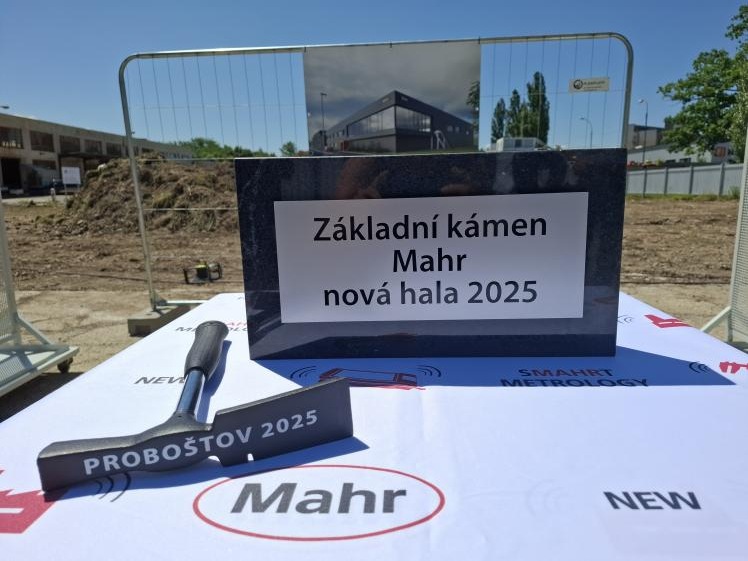 Základní kámen
Mahr
nová hala 2025
SMAHRT
METROLOGY
NEW
PROBOŠTOV 2025
Mahr
NEW